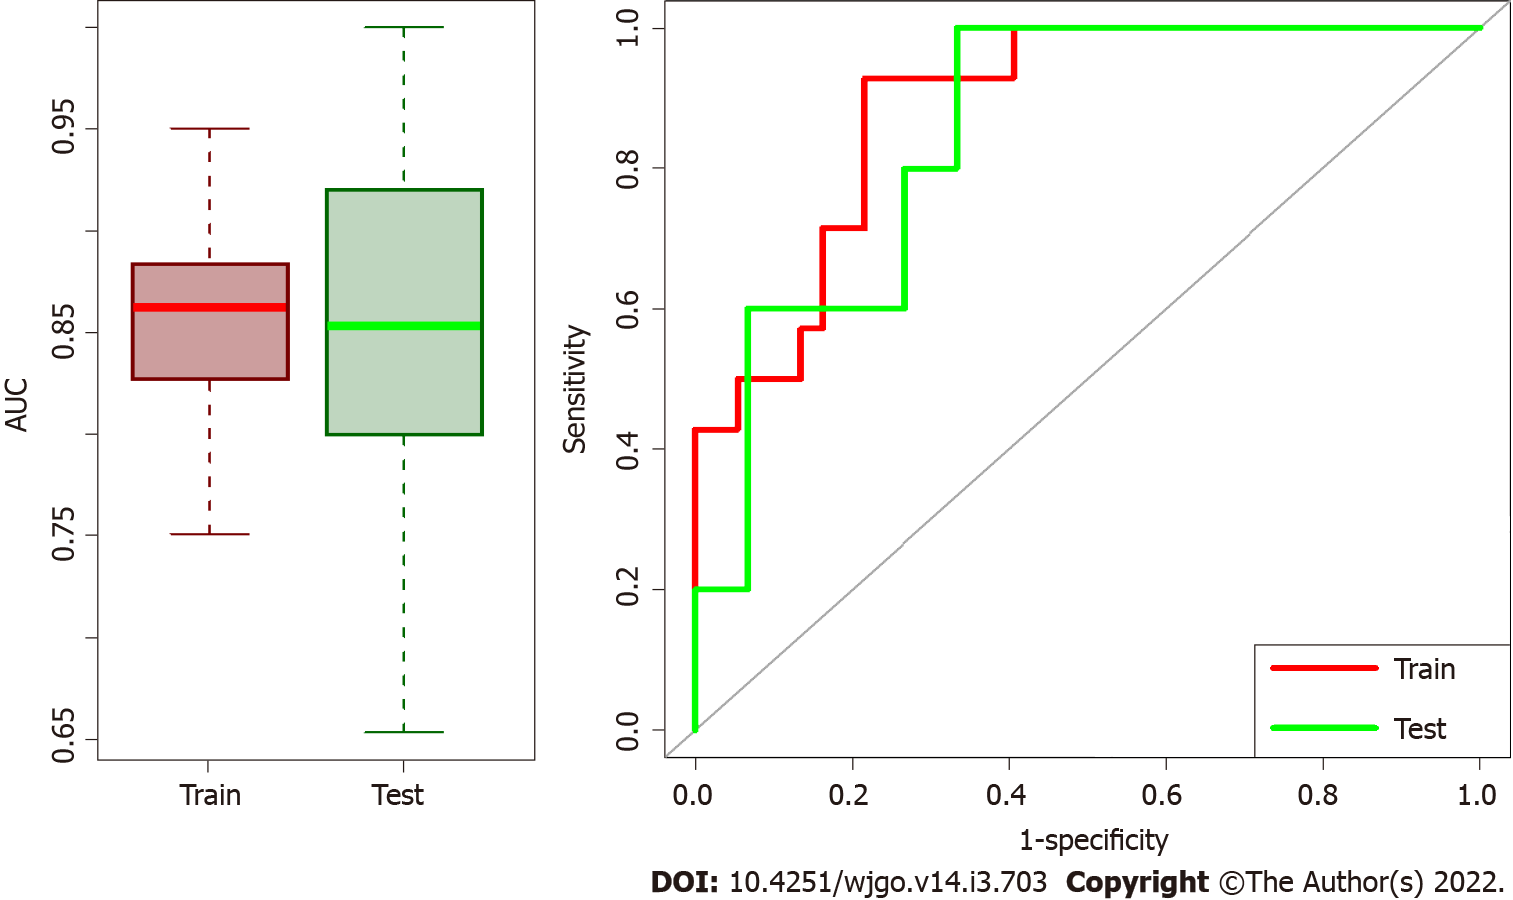 AUC
0.95
0.85
0.75
0.65
Train
Test
Sensitivity
1.0
0.8
0.6
0.4
0.2
0.0
0.0 0.2 0.4 0.6 0.8 1.0
1-specificity
Train
Test
DOI: 10.4251/wjgo.v14.i3.703 Copyright ©The Author(s) 2022.